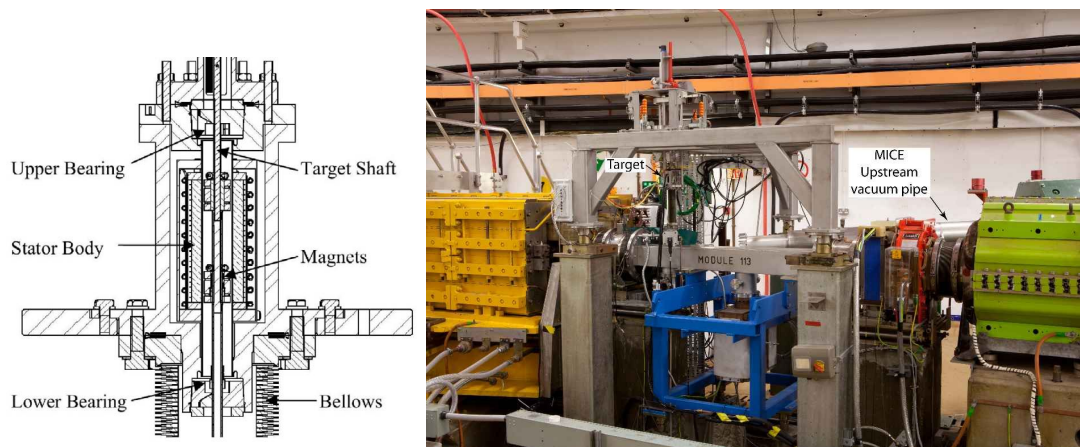 Upper Bearing
Target Shaft
Stator Body
Magnets
Lower Bearing
Bellows
Target
MICE
Upstream
vacuum pipe
MODULE 113